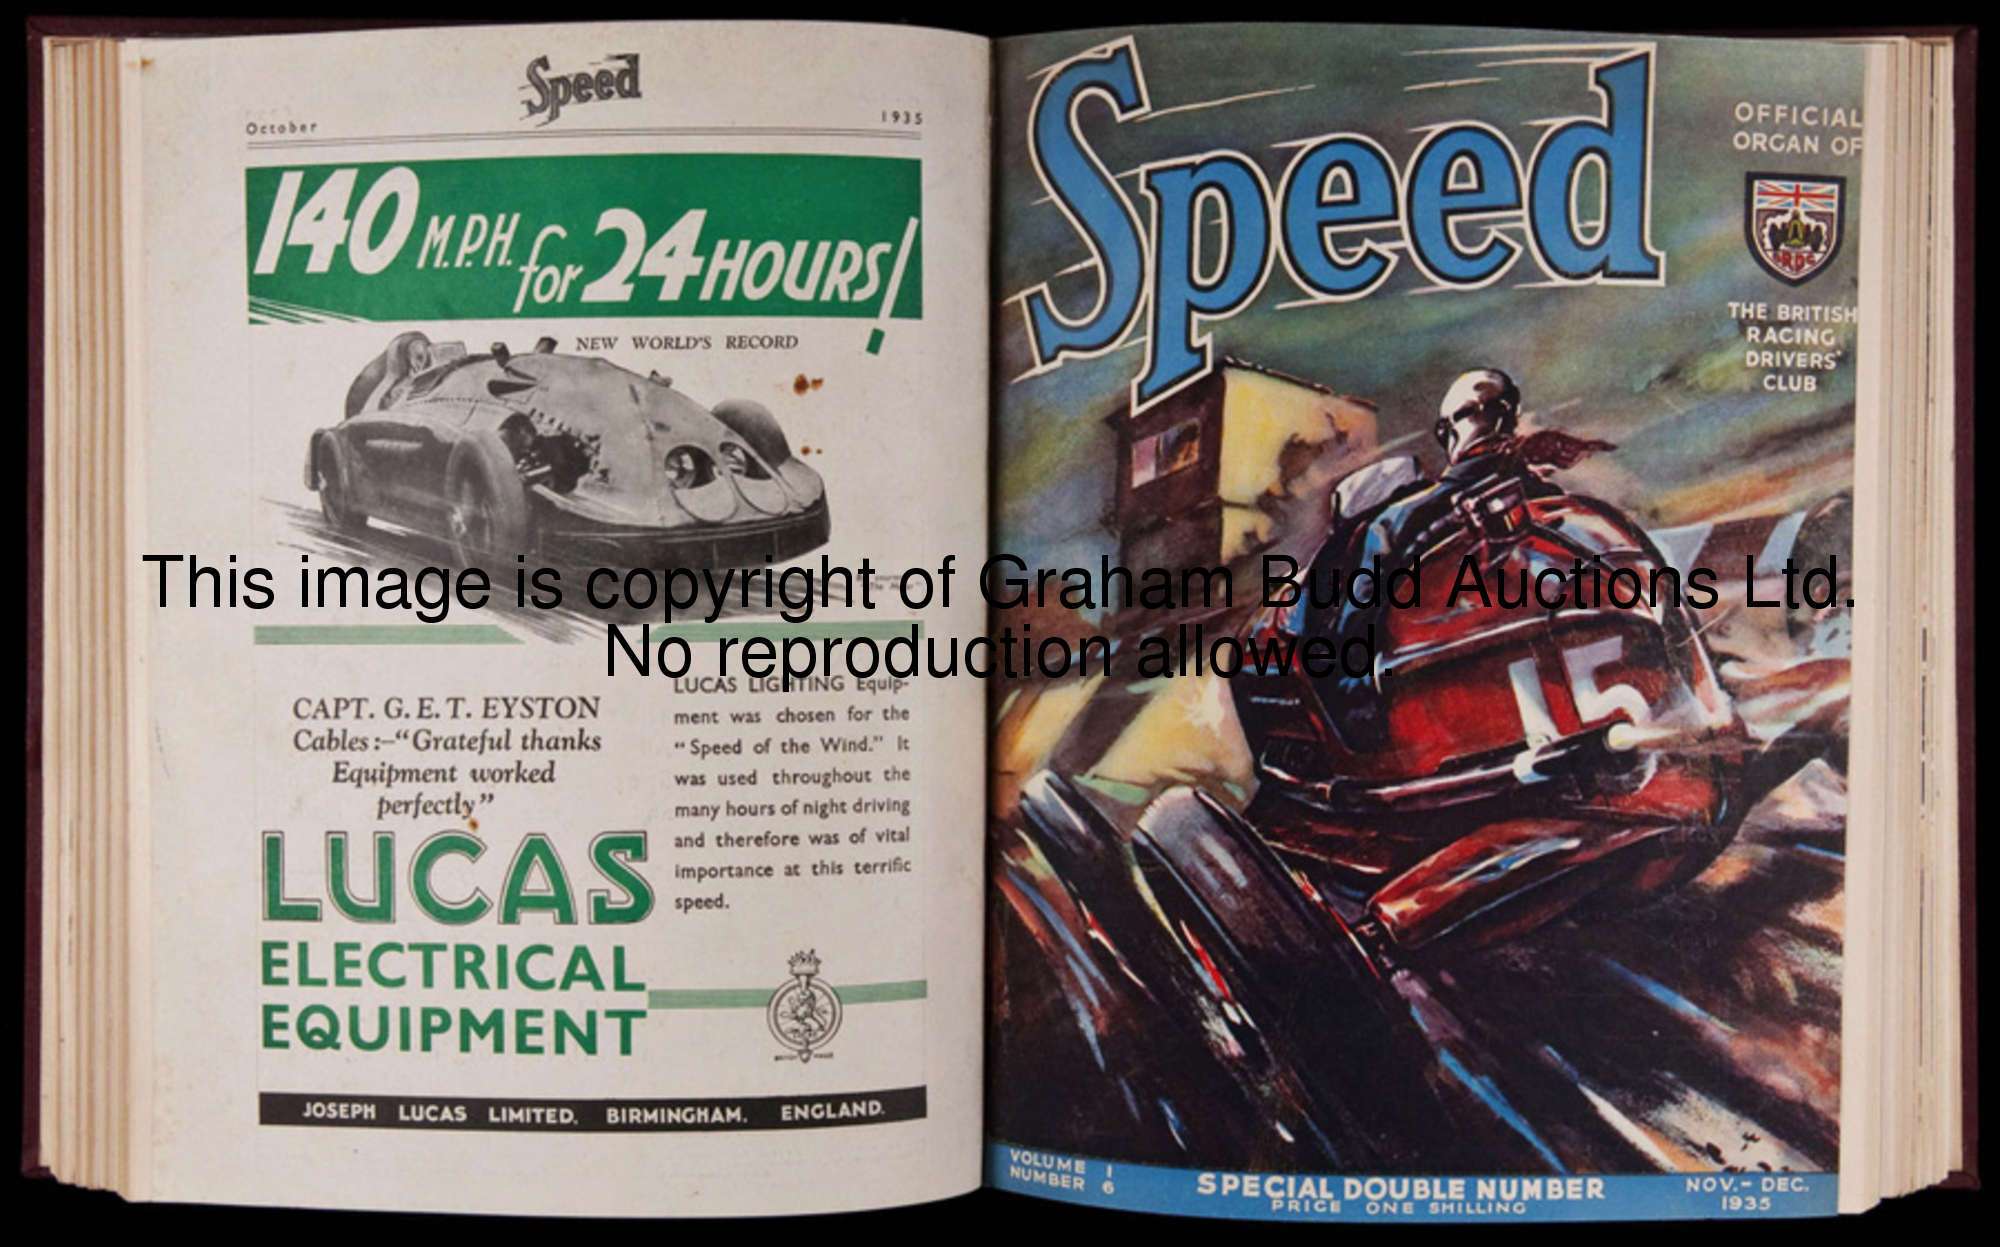 Speed
October
1935
140 M.P.H. for 24 HOURS!
NEW WORLD'S RECORD
CAPT. G. E. T. EYSTON
Cables:–"Grateful thanks
Equipment worked
perfectly"
LUCAS
ELECTRICAL
EQUIPMENT
LUCAS LIGHTING Equip-
ment was chosen for the
"Speed of the Wind." It
was used throughout the
many hours of night driving
and therefore was of vital
importance at this terrific
speed.
JOSEPH LUCAS LIMITED. BIRMINGHAM. ENGLAND.
Speed
OFFICIAL
ORGAN OF
BRDC
THE BRITISH
RACING
DRIVERS'
CLUB
15
VOLUME 1
NUMBER 6
SPECIAL DOUBLE NUMBER
PRICE ONE SHILLING
NOV.- DEC.
1935
This image is copyright of Graham Budd Auctions Ltd.
No reproduction allowed.